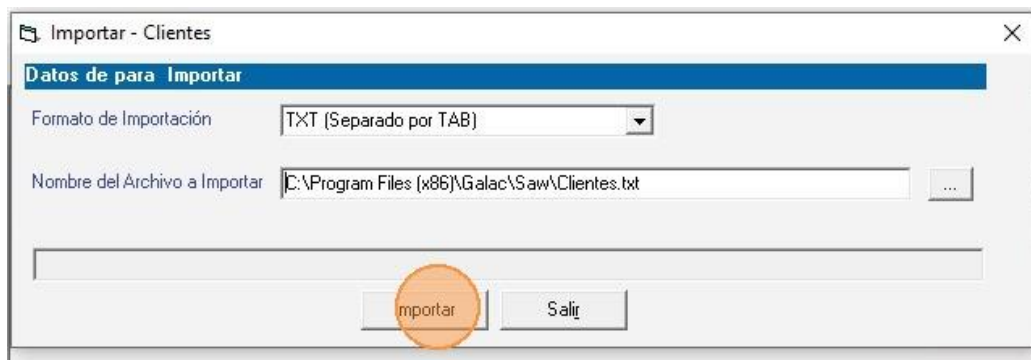 Importar - Clientes
Datos de para Importar
Formato de Importación
TXT (Separado por TAB)
Nombre del Archivo a Importar
C:\Program Files (x86)\Galac\Saw\Clientes.txt
...
Importar
Salir